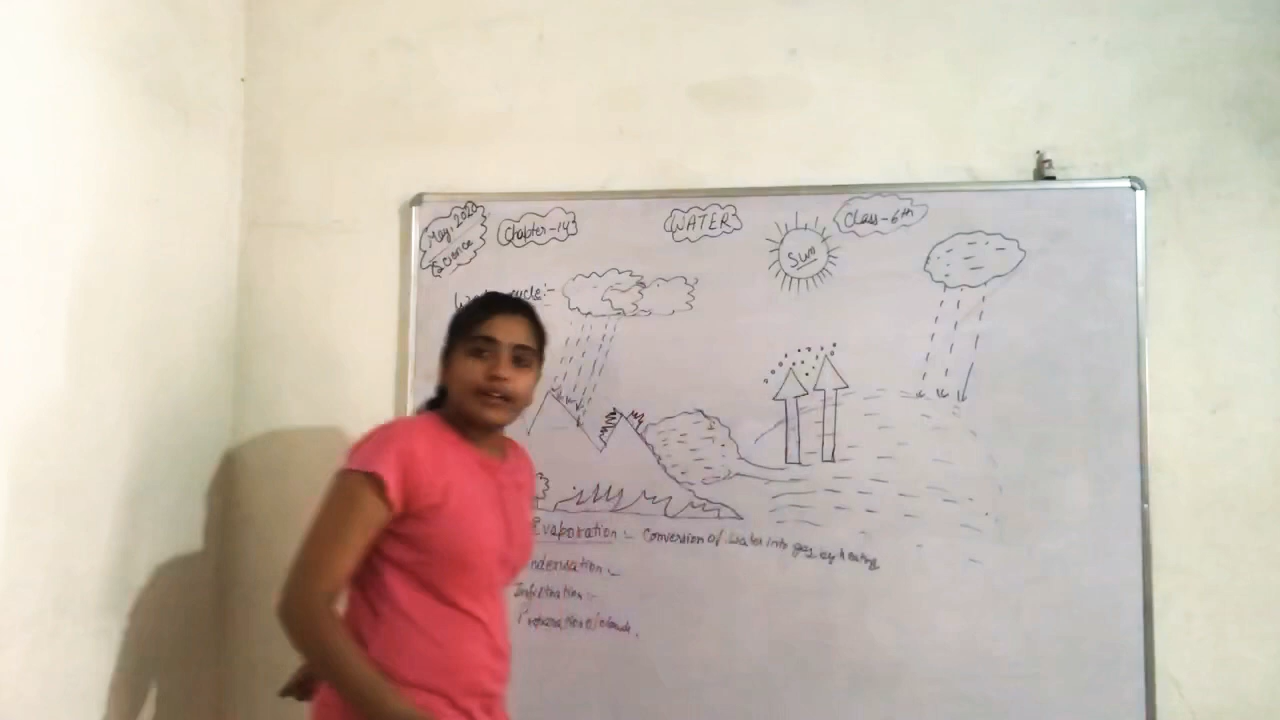 May, 2020
Science
Chapter-14
WATER
Sun
Class-6th
cycle:-
Evaporation :- Conversion of water into gas by heating
Infiltration :-